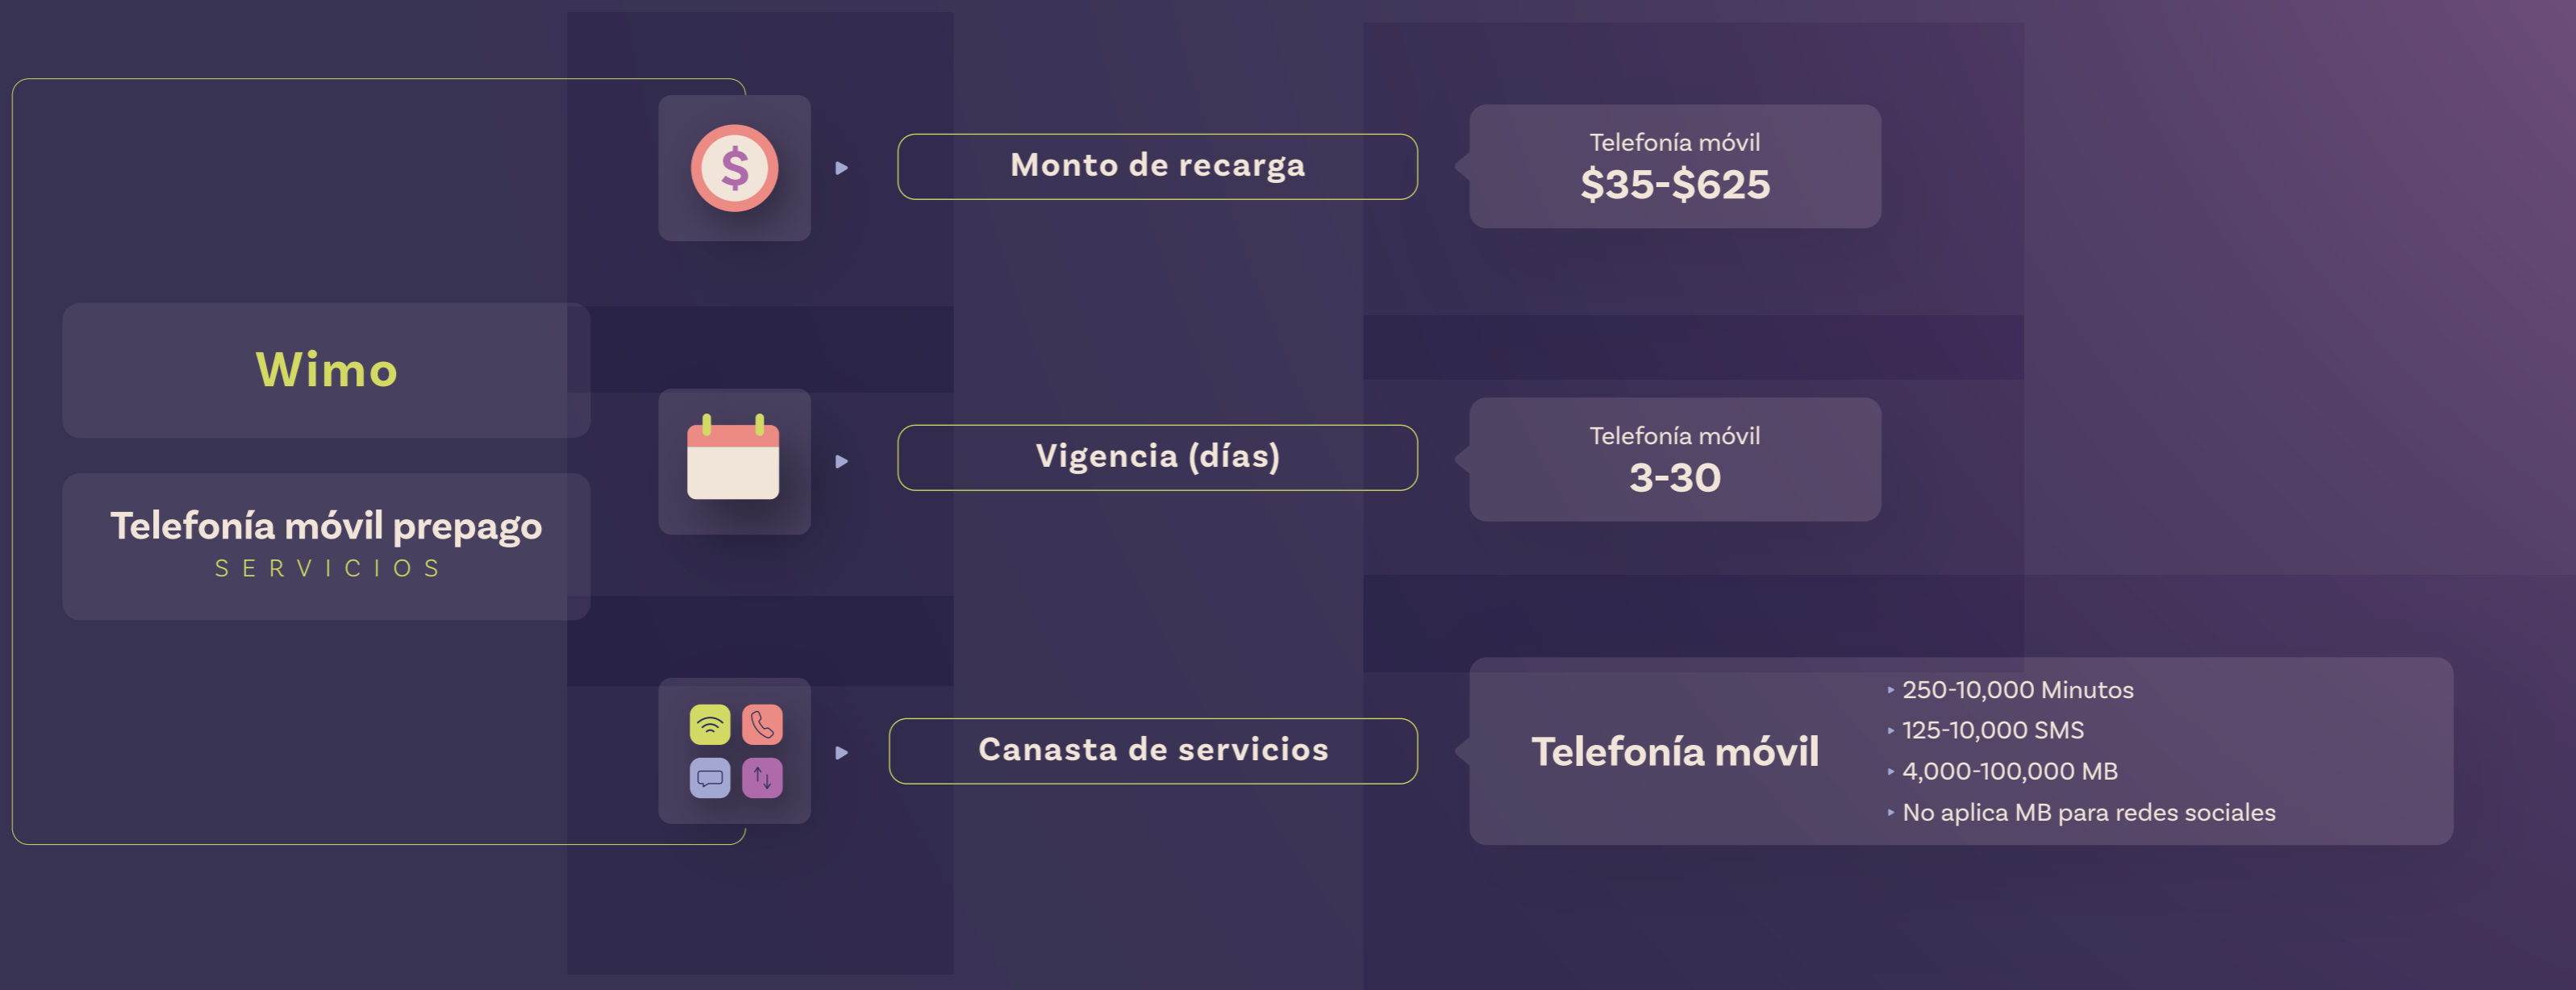 Wimo
Telefonía móvil prepago
SERVICIOS
$
Monto de recarga
Telefonía móvil
$35-$625
Vigencia (días)
Telefonía móvil
3-30
Canasta de servicios
Telefonía móvil
250-10,000 Minutos
125-10,000 SMS
4,000-100,000 MB
No aplica MB para redes sociales